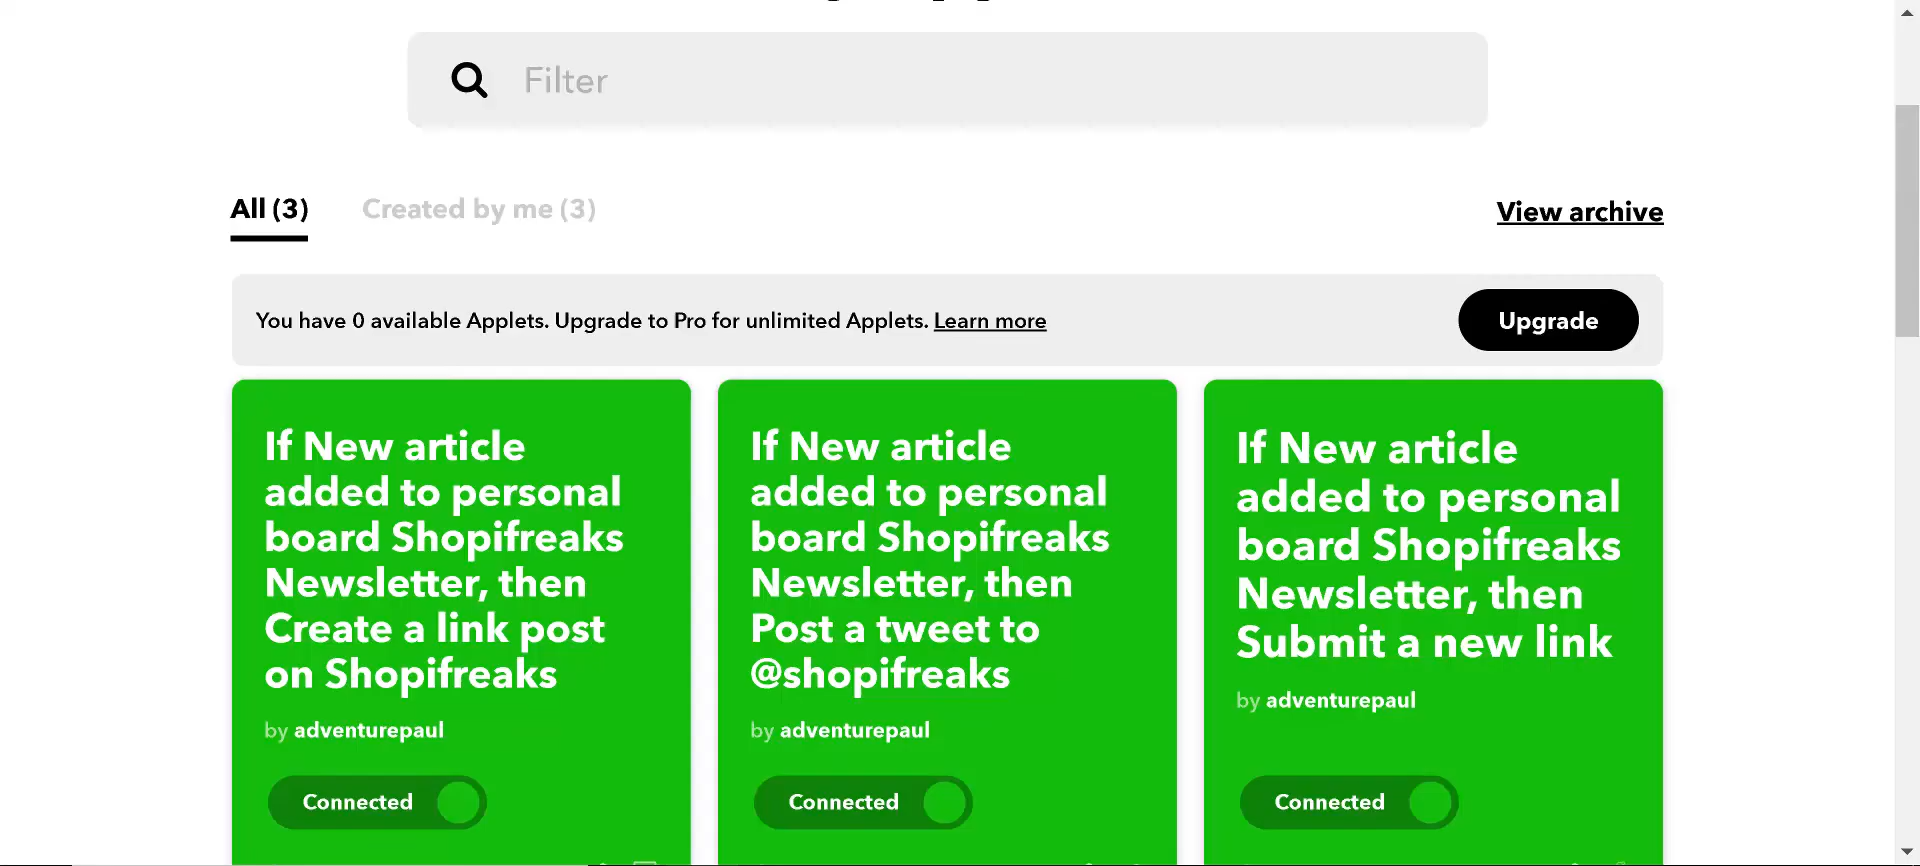 Filter
All (3)
Created by me (3)
View archive
You have 0 available Applets. Upgrade to Pro for unlimited Applets. Learn more
Upgrade
If New article
added to personal
board Shopifreaks
Newsletter, then
Create a link post
on Shopifreaks
by adventurepaul
Connected
If New article
added to personal
board Shopifreaks
Newsletter, then
Post a tweet to
@shopifreaks
by adventurepaul
Connected
If New article
added to personal
board Shopifreaks
Newsletter, then
Submit a new link
by adventurepaul
Connected